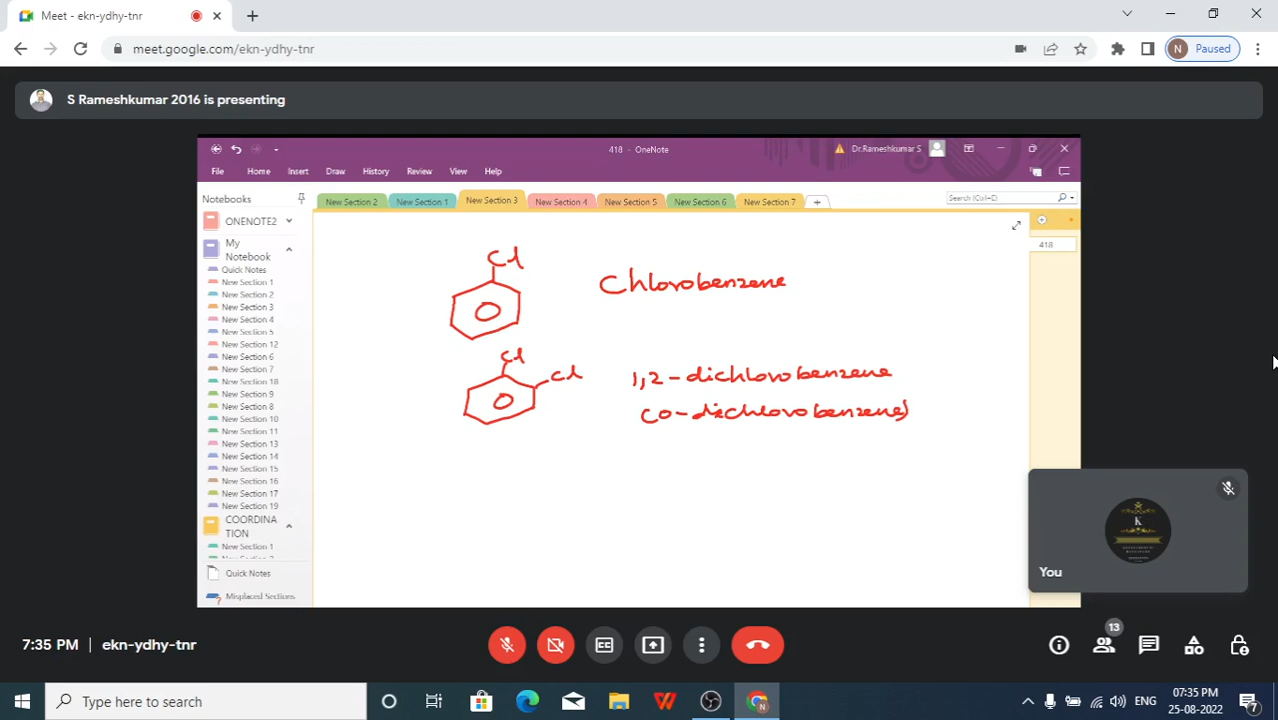 Meet - ekn-ydhy-tnr
meet.google.com/ekn-ydhy-tnr
N Paused
S Rameshkumar 2016 is presenting
418 - OneNote
Dr.Rameshkumar S
File Home Insert Draw History Review View Help
Notebooks
New Section 2 New Section 1 New Section 3 New Section 4 New Section 5 New Section 6 New Section 7
Search (Ctrl+E)
ONENOTE2
My
Notebook
Quick Notes
New Section 1
New Section 2
New Section 3
New Section 4
New Section 5
New Section 12
New Section 6
New Section 7
New Section 18
New Section 9
New Section 8
New Section 10
New Section 11
New Section 13
New Section 14
New Section 15
New Section 16
New Section 17
New Section 19
COORDINA
TION
New Section 1
Quick Notes
Misplaced Sections
418
Cl
Chlorobenzene
Cl
Cl
1,2-dichlorobenzene
(o-dichlorobenzene)
K
You
7:35 PM ekn-ydhy-tnr
CC
13
Type here to search
W
N
ENG
07:35 PM
25-08-2022
7